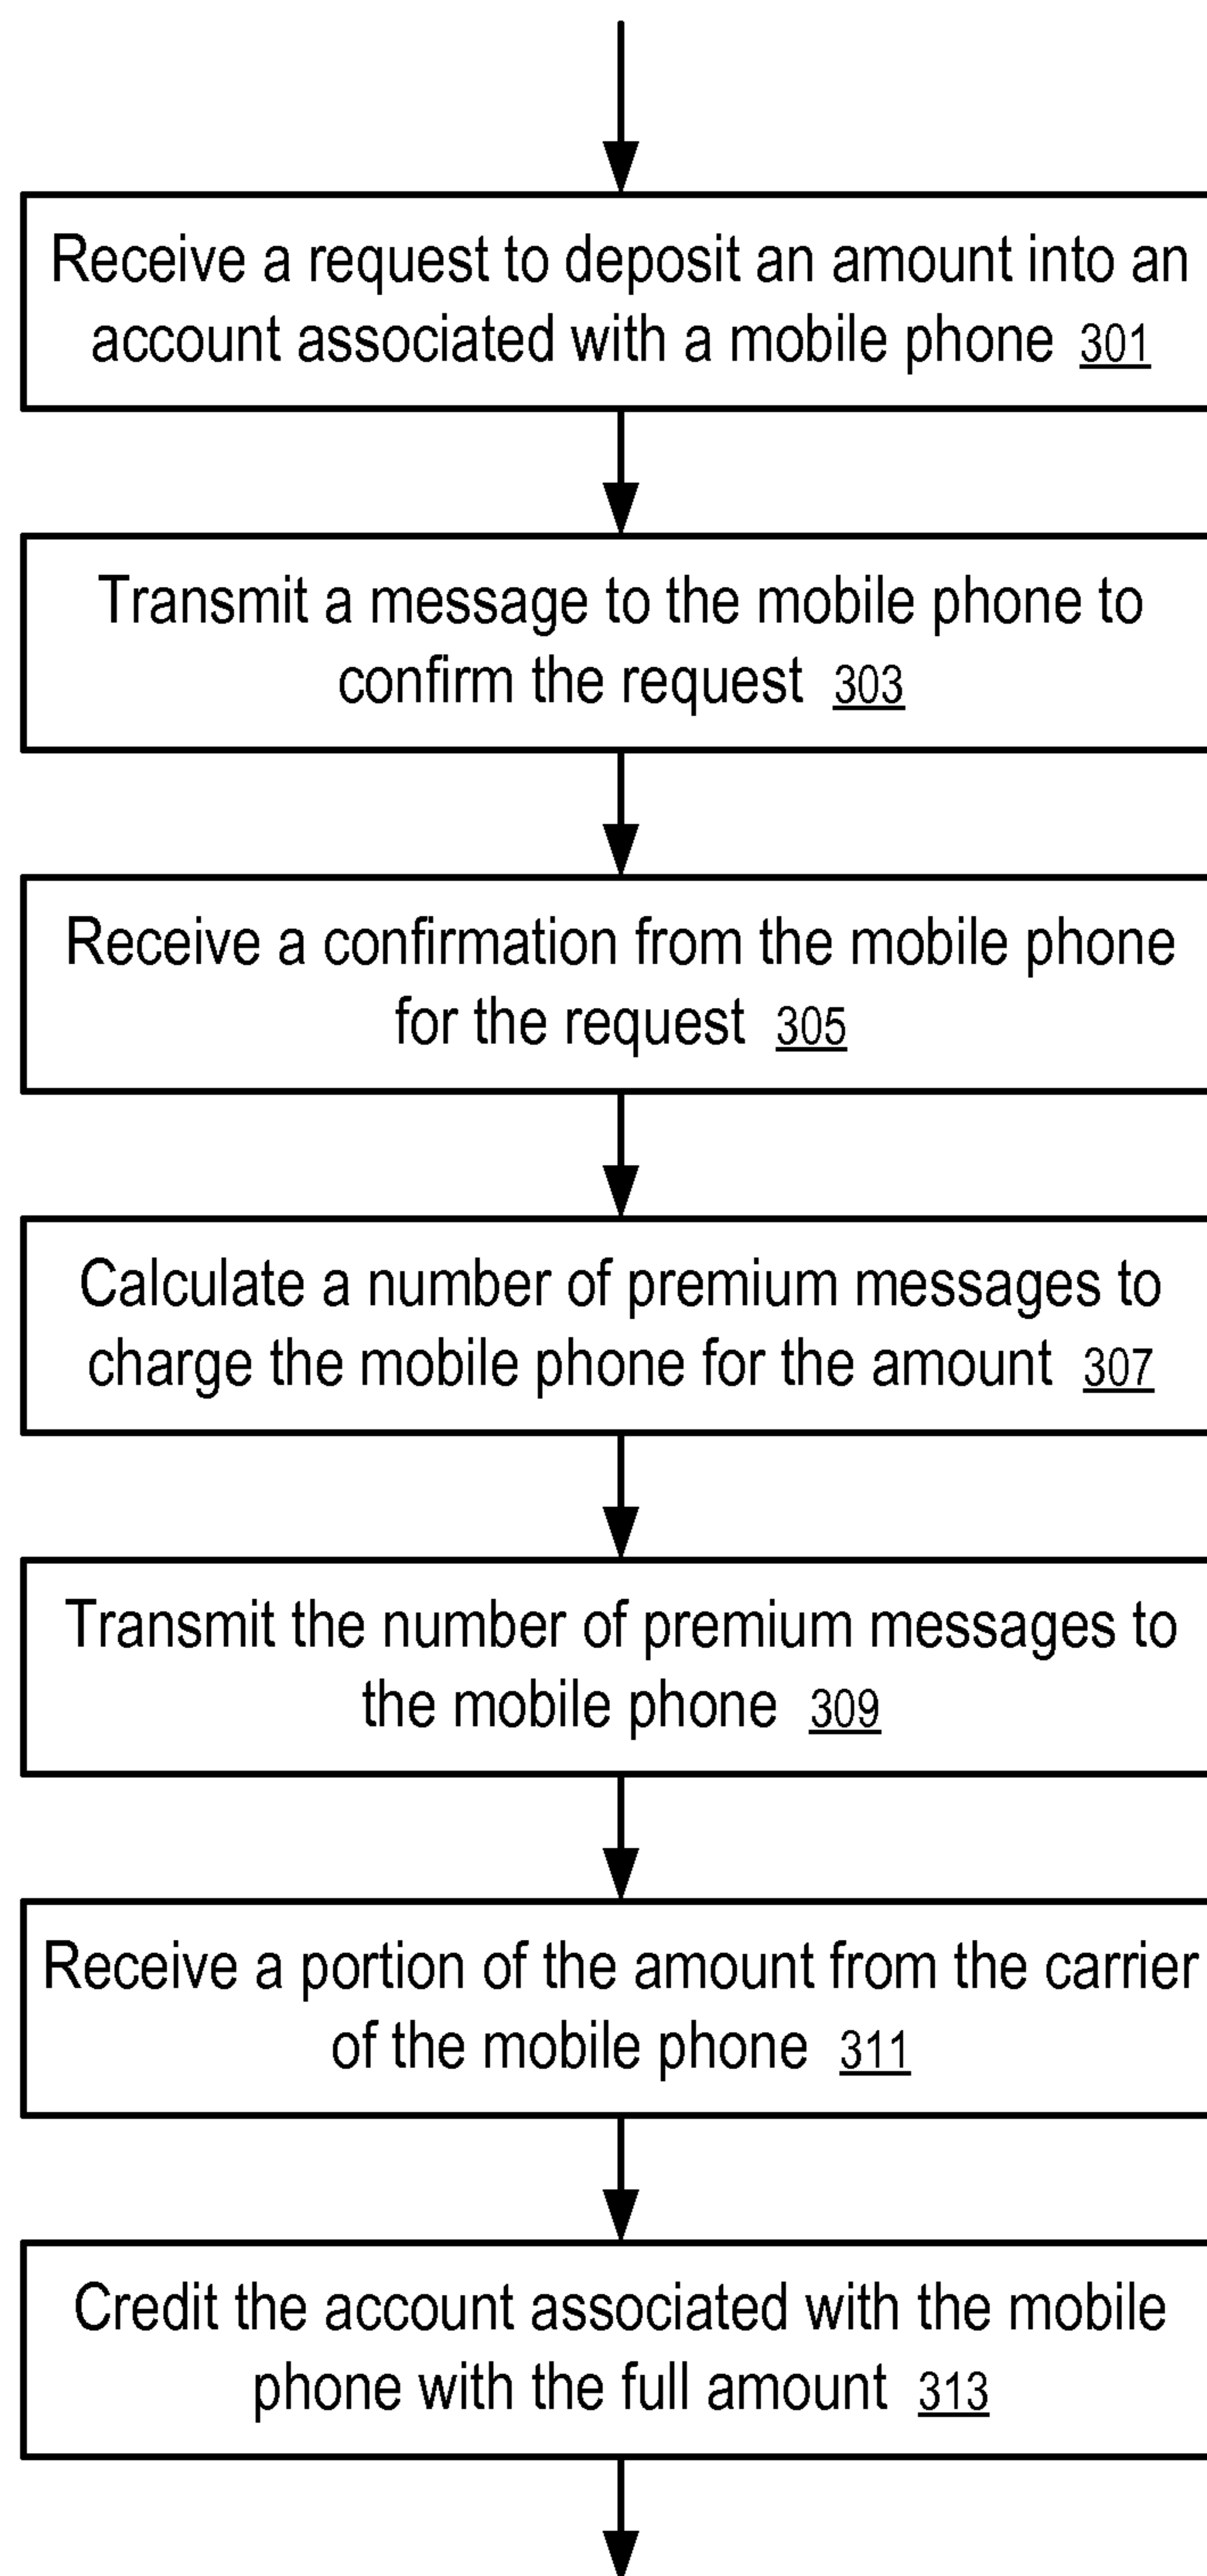 Receive a request to deposit an amount into an
account associated with a mobile phone 301
Transmit a message to the mobile phone to
confirm the request 303
Receive a confirmation from the mobile phone
for the request 305
Calculate a number of premium messages to
charge the mobile phone for the amount 307
Transmit the number of premium messages to
the mobile phone 309
Receive a portion of the amount from the carrier
of the mobile phone 311
Credit the account associated with the mobile
phone with the full amount 313